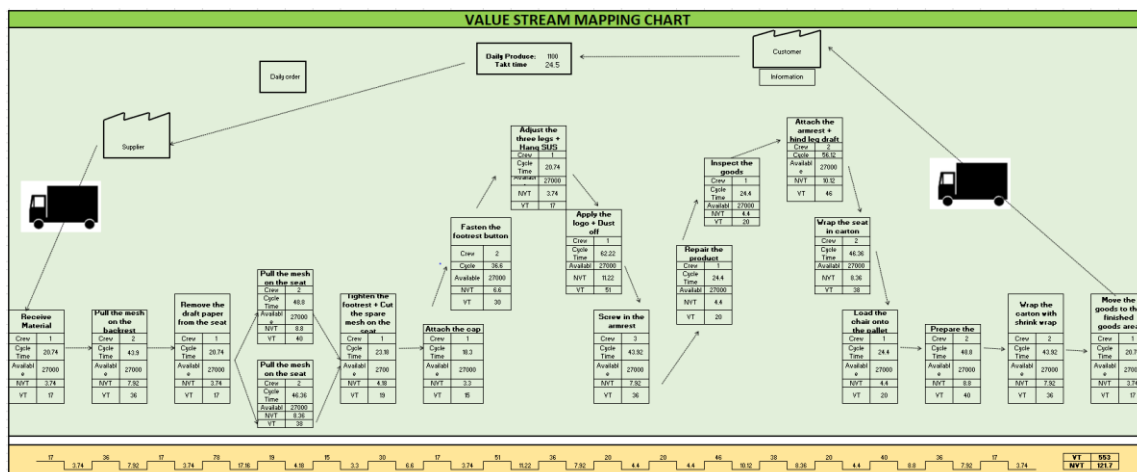 VALUE STREAM MAPPING CHART
Daily Produce: 1100
Takt time 24.5
Customer
Information
Daily order
Supplier
Receive
Material
Crew 1
Cycle
Time 20.74
Availabl
e 27000
NVT 3.74
VT 17
Pull the mesh
on the
backrest
Crew 2
Cycle
Time 43.9
Availabl
e 27000
NVT 7.92
VT 36
Remove the
draft paper
from the seat
Crew 1
Cycle
Time 20.74
Availabl
e 27000
NVT 3.74
VT 17
Pull the mesh
on the seat
Crew 2
Cycle
Time 48.8
Availabl
e 27000
NVT 8.8
VT 40
Pull the mesh
on the seat
Crew 2
Cycle
Time 46.36
Availabl 27000
NVT 8.36
VT 38
Tighten the
footrest + Cut
the spare
mesh on the
seat
Crew 1
Cycle
Time 23.18
Availabl
e 2700
NVT 4.18
VT 19
Attach the cap
Crew 1
Cycle
Time 18.3
Availabl
e 27000
NVT 3.3
VT 15
Fasten the
footrest button
Crew 2
Cycle 36.6
Available 27000
NVT 6.6
VT 30
Adjust the
three legs +
Hang SUS
Crew 1
Cycle
Time 20.74
27000
NVT 3.74
VT 17
Apply the
logo + Dust
off
Crew 1
Cycle
Time 62.22
Availabl 27000
NVT 11.22
VT 51
Screw in the
armrest
Crew 3
Cycle
Time 43.92
Availabl
e 27000
NVT 7.92
VT 36
Repair the
product
Crew 1
Cycle
Time 24.4
Availabl 27000
NVT 4.4
VT 20
Inspect the
goods
Crew 1
Cycle
Time 24.4
Availabl 27000
NVT 4.4
VT 20
Attach the
armrest +
hind leg draft
Crew 2
Cycle 56.12
Availabl
e 27000
NVT 10.12
VT 46
Wrap the seat
in carton
Crew 2
Cycle
Time 46.36
Availabl 27000
NVT 8.36
VT 38
Load the
chair onto
the pallet
Crew 1
Cycle
Time 24.4
Availabl
e 27000
NVT 4.4
VT 20
Prepare the
Crew 2
Cycle
Time 48.8
Availabl
e 27000
NVT 8.8
VT 40
Wrap the
carton with
shrink wrap
Crew 2
Cycle
Time 43.92
Availabl
e 27000
NVT 7.92
VT 36
Move the
goods to the
finished
goods area
Crew 1
Cycle
Time 20.7
Availabl
e 27000
NVT 3.74
VT 17
17 36 17 78 19 15 30 17 51 36 20 20 46 38 20 40 36 17
3.74 7.92 3.74 17.16 4.18 3.3 6.6 3.74 11.22 7.92 4.4 4.4 10.12 8.36 4.4 8.8 7.92 3.74
VT 553
NVT 121.7